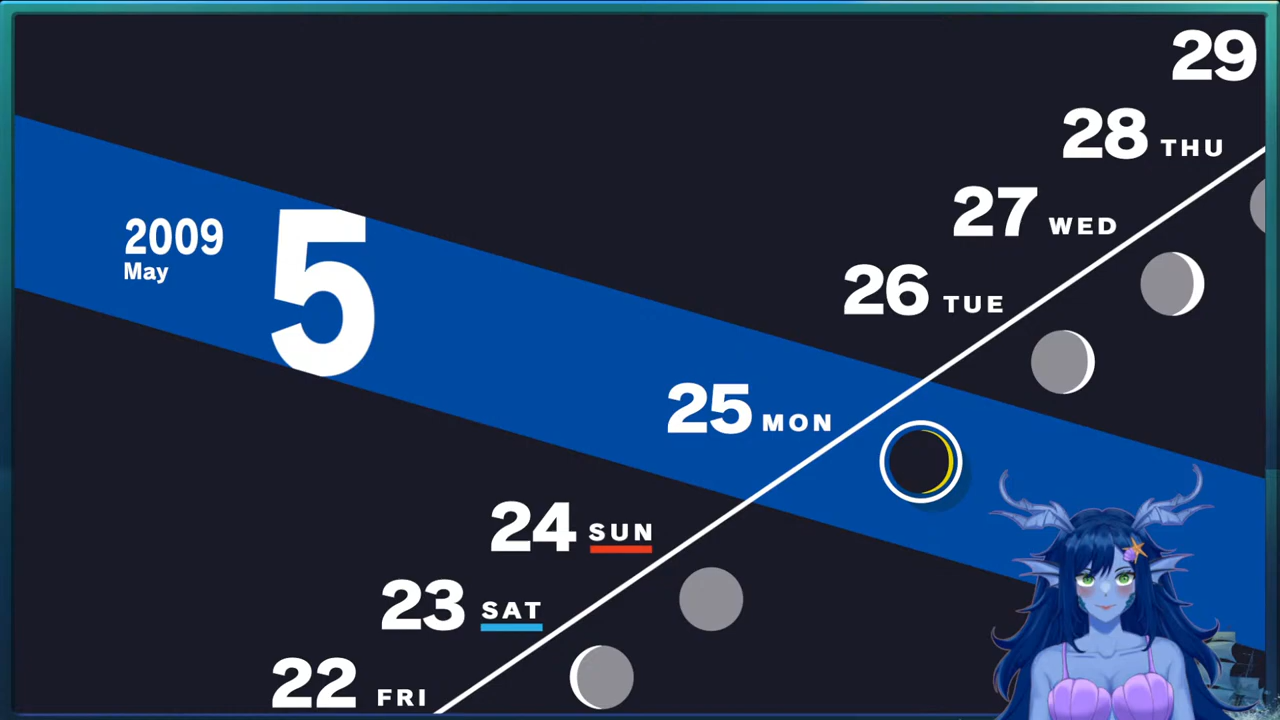 29
28 THU
27 WED
2009
May
5
26 TUE
25 MON
24 SUN
23 SAT
22 FRI